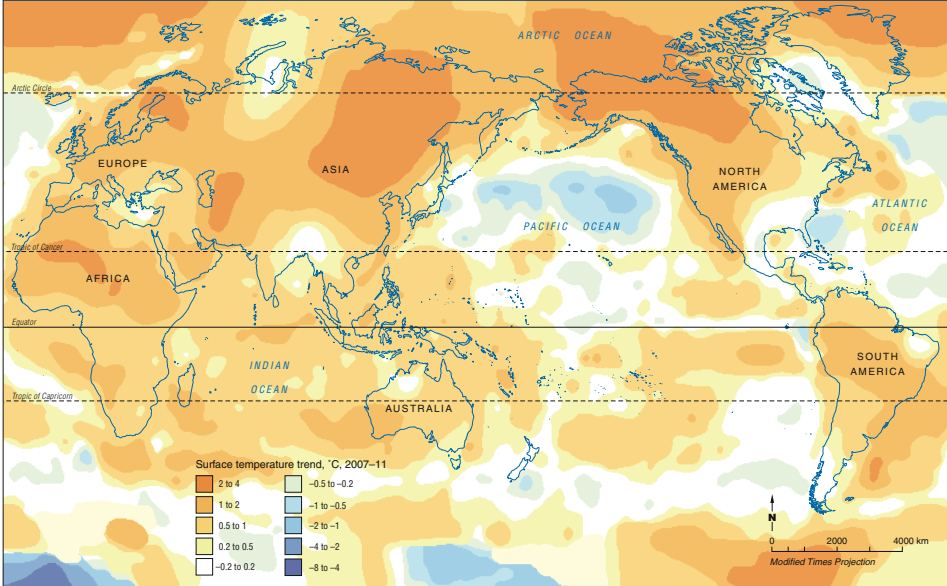 ARCTIC OCEAN
Arctic Circle
EUROPE
ASIA
NORTH
AMERICA
ATLANTIC
OCEAN
PACIFIC OCEAN
Tropic of Cancer
AFRICA
Equator
INDIAN
OCEAN
SOUTH
AMERICA
Tropic of Capricorn
AUSTRALIA
Surface temperature trend, ˚C, 2007–11
2 to 4
1 to 2
0.5 to 1
0.2 to 0.5
–0.2 to 0.2
–0.5 to –0.2
–1 to –0.5
–2 to –1
–4 to –2
–8 to –4
N
0 2000 4000 km
Modified Times Projection